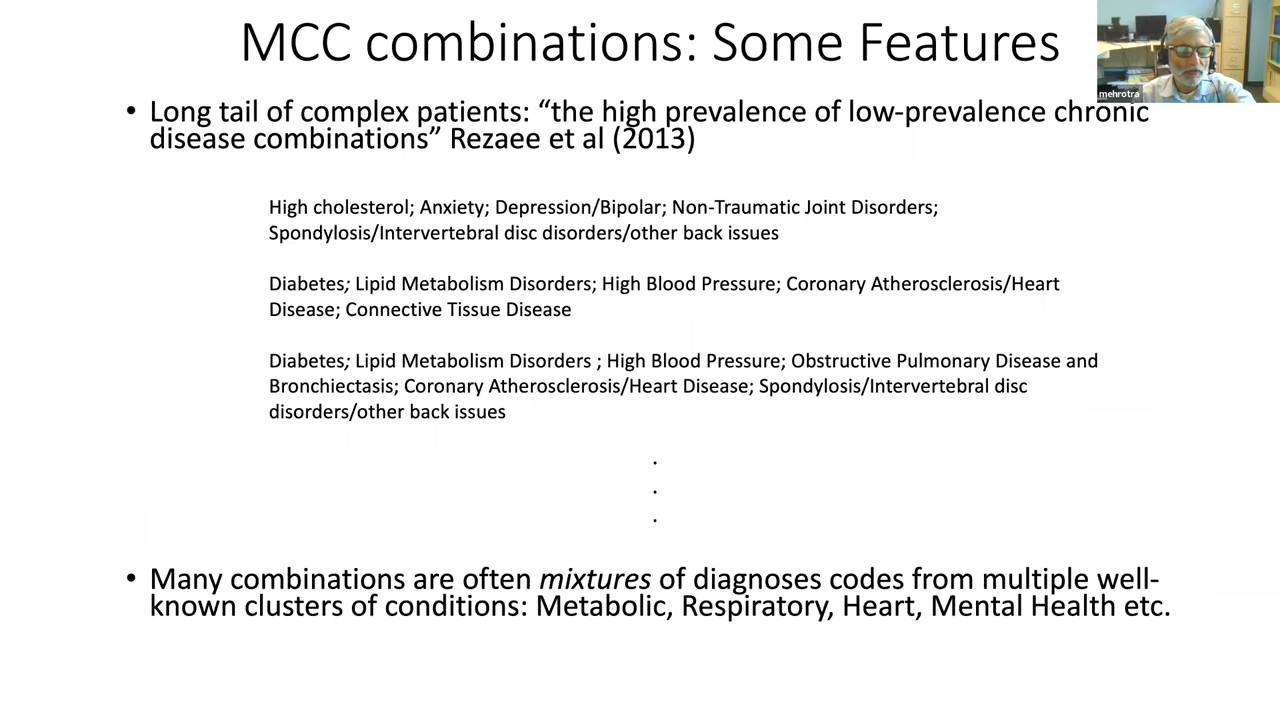 MCC combinations: Some Features
mehrotra
• Long tail of complex patients: “the high prevalence of low-prevalence chronic
disease combinations” Rezaee et al (2013)
High cholesterol; Anxiety; Depression/Bipolar; Non-Traumatic Joint Disorders;
Spondylosis/Intervertebral disc disorders/other back issues
Diabetes; Lipid Metabolism Disorders; High Blood Pressure; Coronary Atherosclerosis/Heart
Disease; Connective Tissue Disease
Diabetes; Lipid Metabolism Disorders ; High Blood Pressure; Obstructive Pulmonary Disease and
Bronchiectasis; Coronary Atherosclerosis/Heart Disease; Spondylosis/Intervertebral disc
disorders/other back issues
.
.
.
• Many combinations are often mixtures of diagnoses codes from multiple well-
known clusters of conditions: Metabolic, Respiratory, Heart, Mental Health etc.